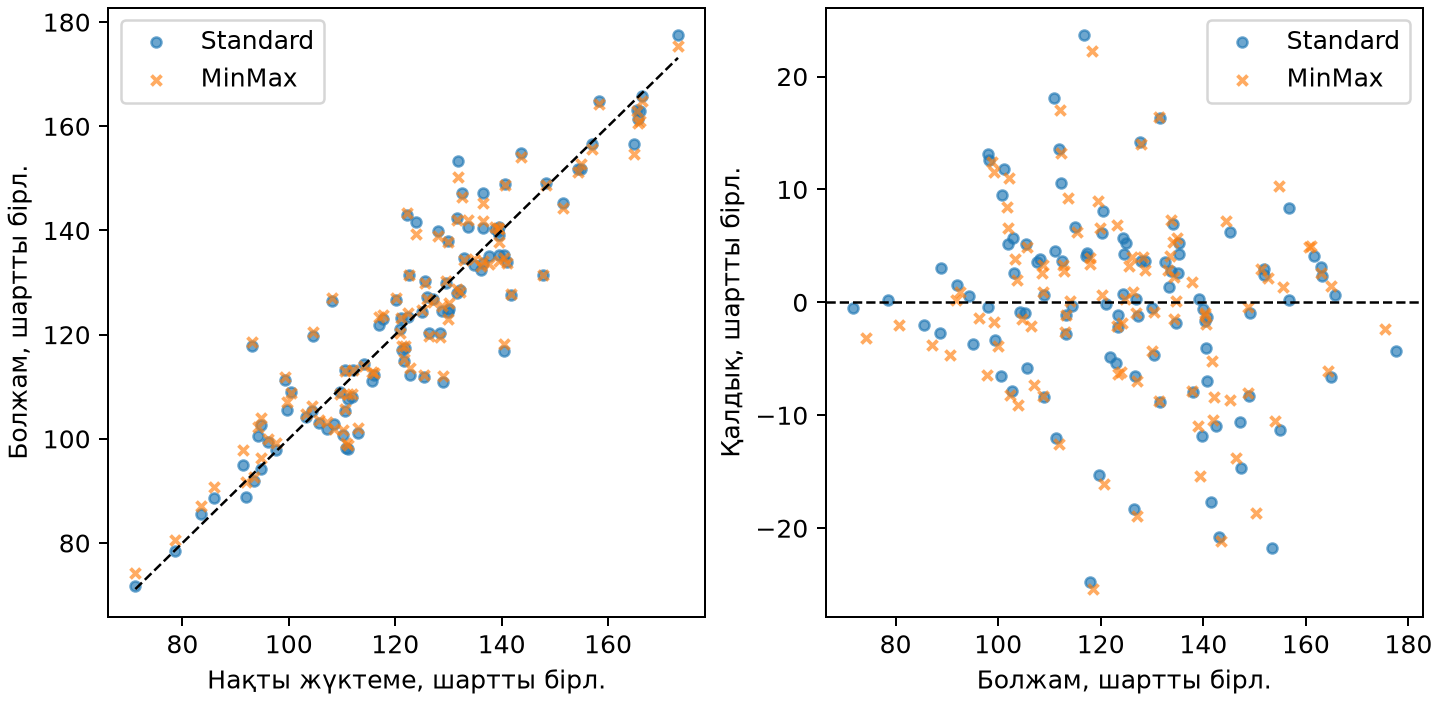 180
160
140
120
100
80
Болжам, шартты бірл.
Standard
MinMax
80 100 120 140 160
Нақты жүктеме, шартты бірл.
20
10
0
−10
−20
Қалдық, шартты бірл.
Standard
MinMax
80 100 120 140 160 180
Болжам, шартты бірл.